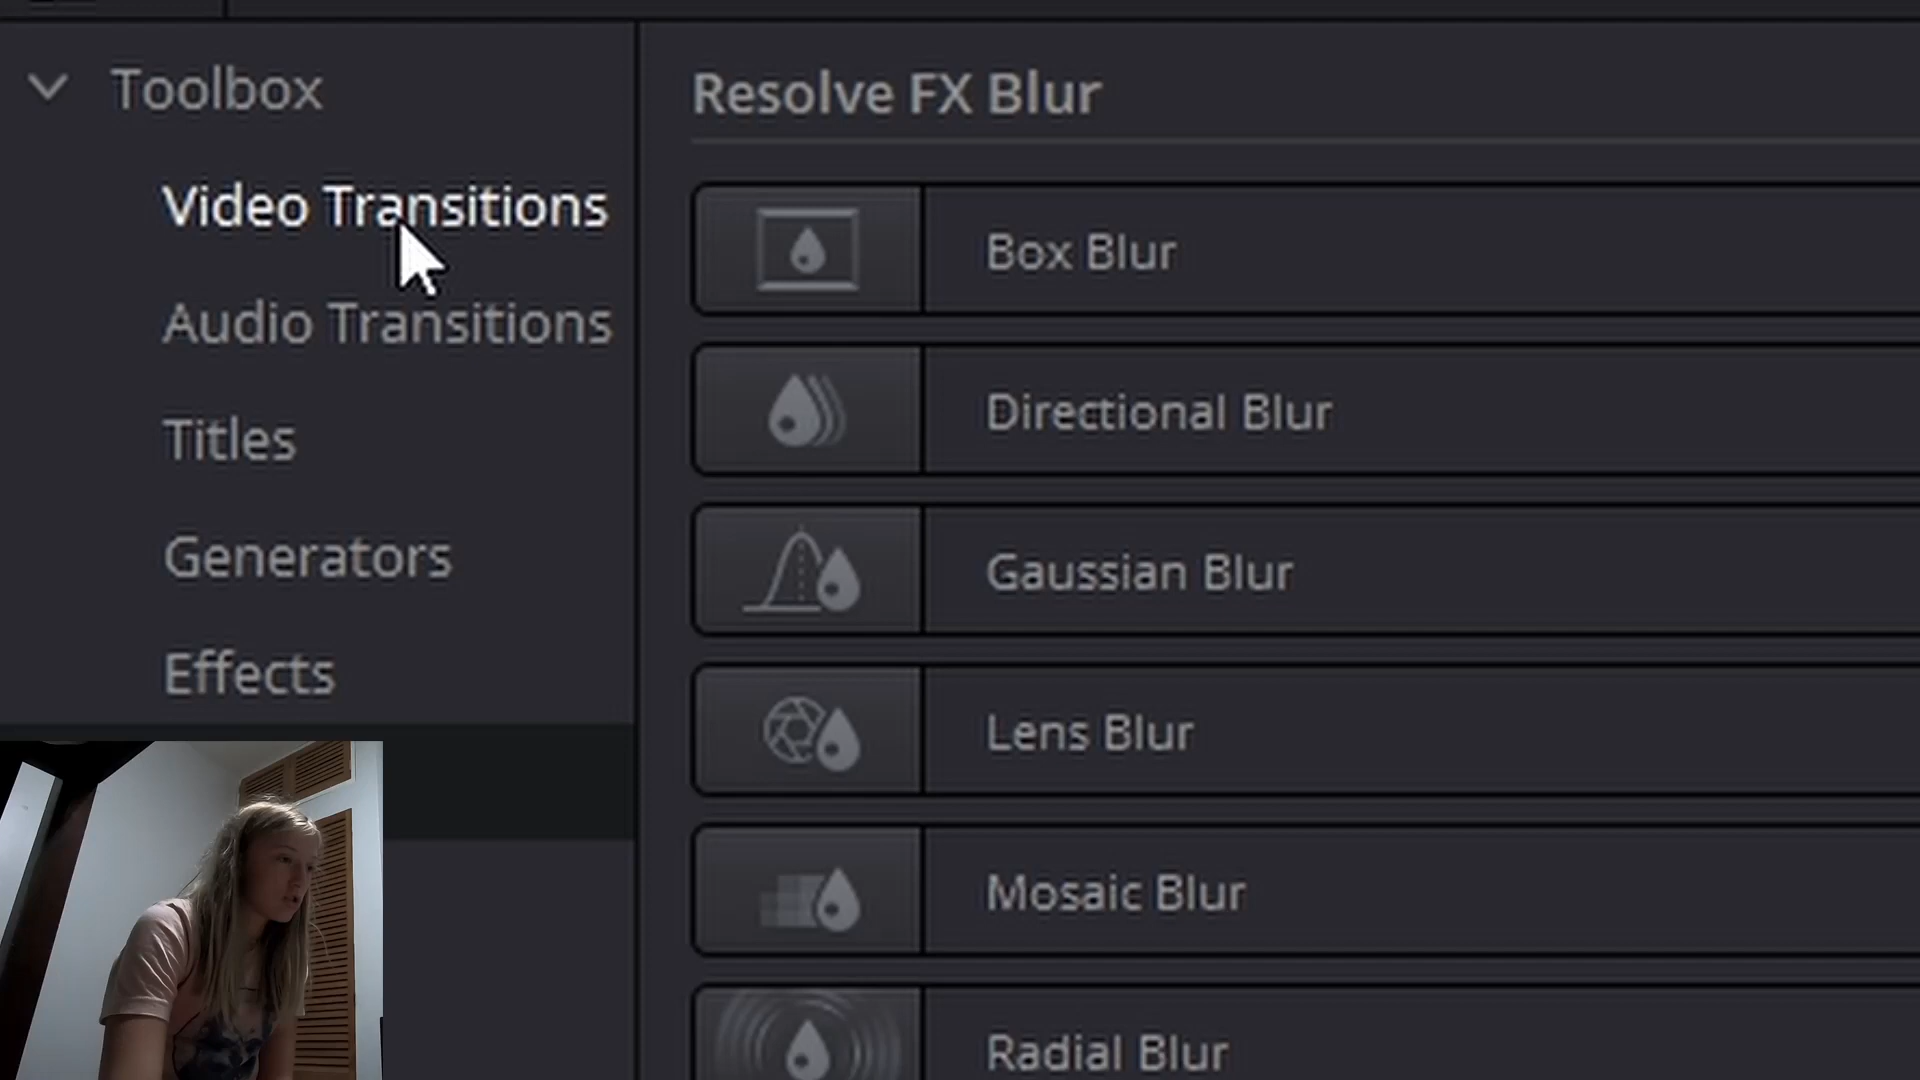 Toolbox
Video Transitions
Audio Transitions
Titles
Generators
Effects
Resolve FX Blur
Box Blur
Directional Blur
Gaussian Blur
Lens Blur
Mosaic Blur
Radial Blur